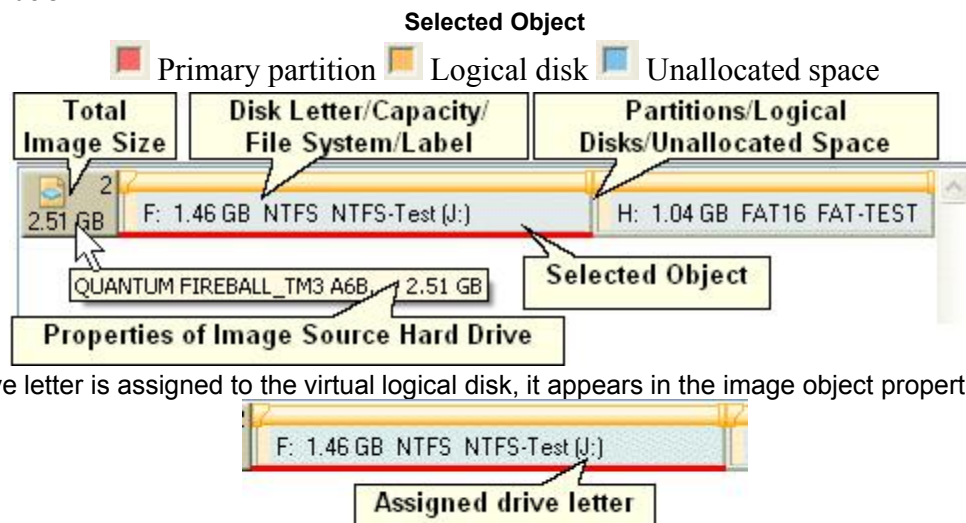 Selected Object
Primary partition Logical disk Unallocated space
Total
Image Size
Disk Letter/Capacity/
File System/Label
Partitions/Logical
Disks/Unallocated Space
2
2.51 GB
F: 1.46 GB NTFS NTFS-Test (J:)
H: 1.04 GB FAT16 FAT-TEST
Selected Object
QUANTUM FIREBALL_TM3 A6B. 2.51 GB
Properties of Image Source Hard Drive
letter is assigned to the virtual logical disk, it appears in the image object
F: 1.46 GB NTFS NTFS-Test (J:)
Assigned drive letter